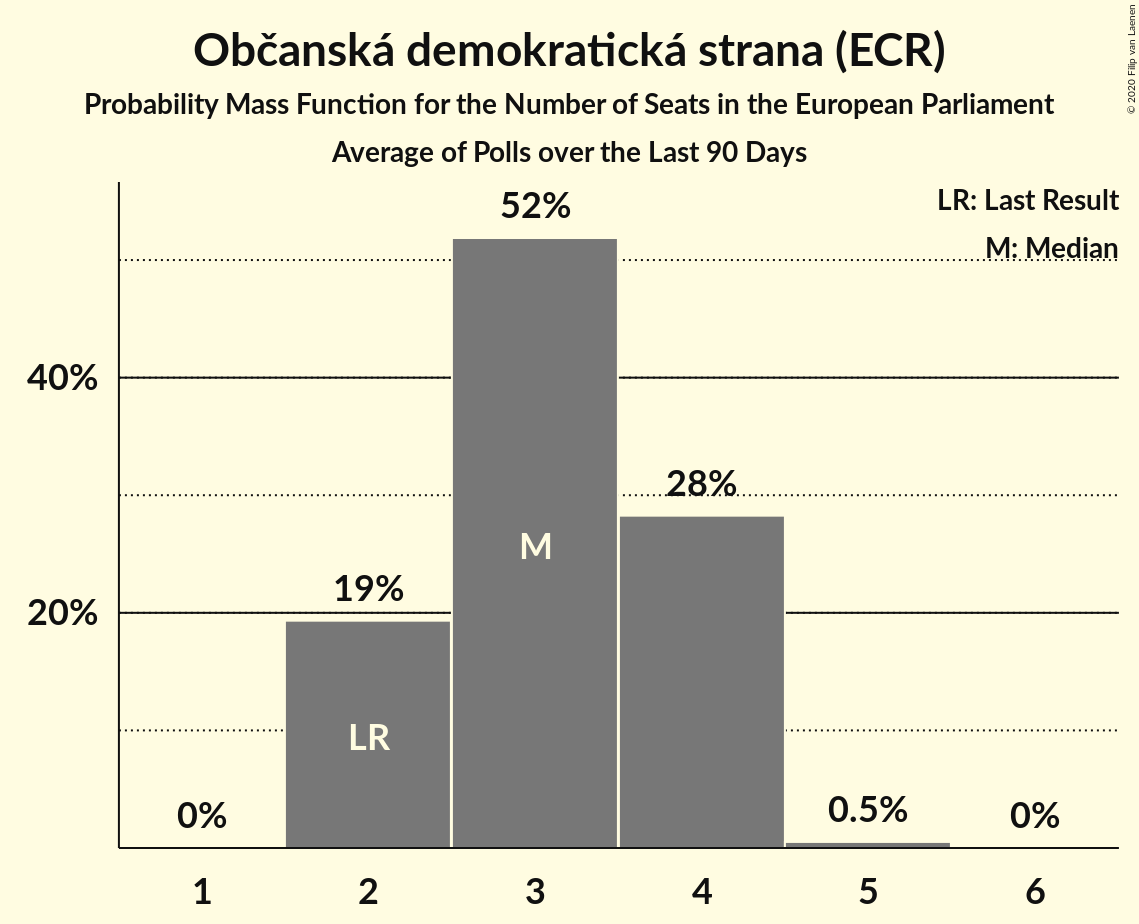 Občanská demokratická strana (ECR)
Probability Mass Function for the Number of Seats in the European Parliament
Average of Polls over the Last 90 Days
© 2020 Filip van Laenen
LR: Last Result
M: Median
52%
40%
28%
M
20%
19%
LR
0%
0.5%
0%
1 2 3 4 5 6